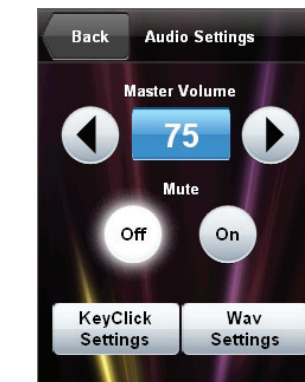 Back Audio Settings
Master Volume
75
Mute
Off On
KeyClick Wav
Settings Settings